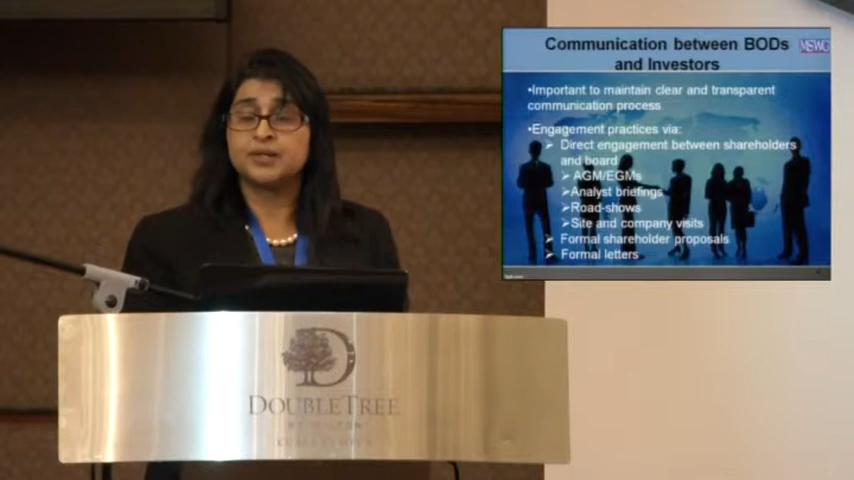 Communication between BODs
and Investors
MSWG
•Important to maintain clear and transparent
communication process
•Engagement practices via:
➢ Direct engagement between shareholders
and board
➢ AGM/EGMs
➢Analyst briefings
➢Road-shows
➢Site and company visits
➢ Formal shareholder proposals
➢ Formal letters
D
DOUBLETREE
BY HILTON